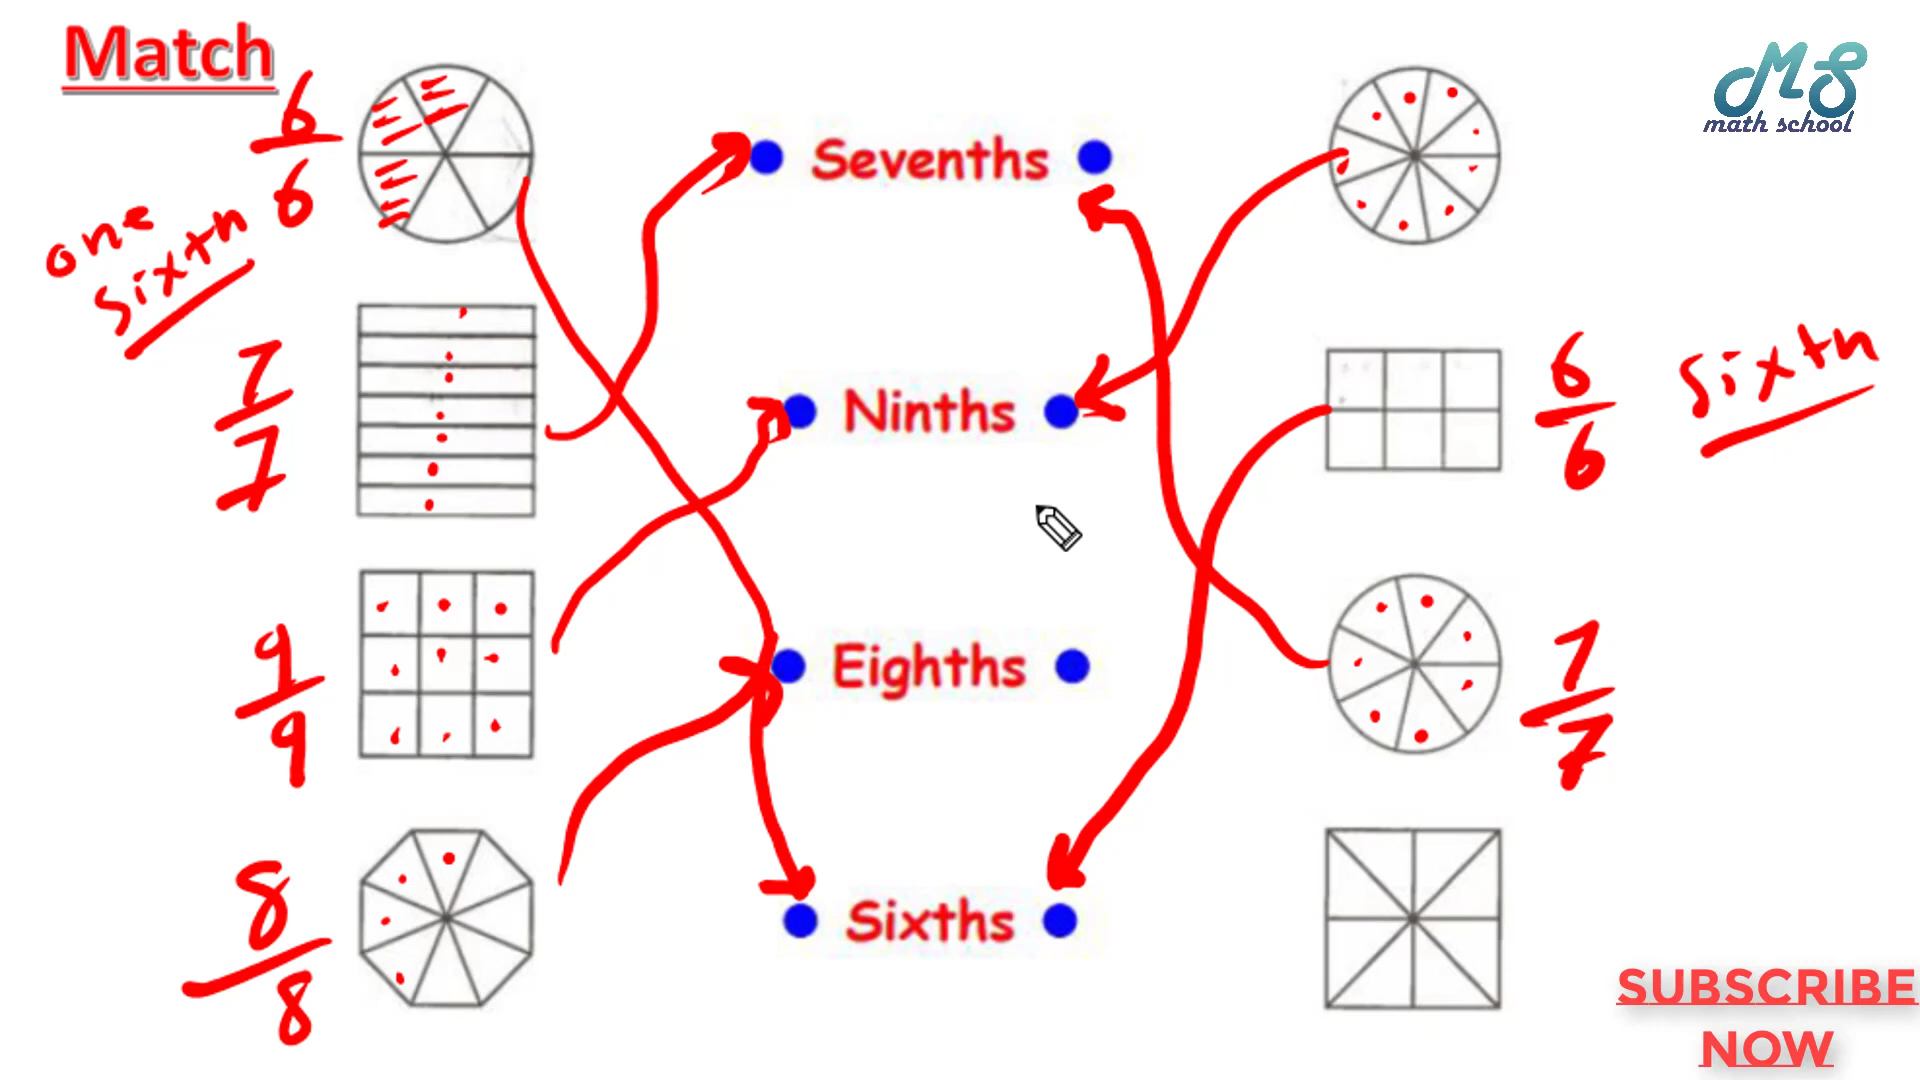 Match
6
6
one
sixth
7
7
9
9
8
8
Sevenths
Ninths
Eighths
Sixths
MS
math school
6
6
sixth
7
7
SUBSCRIBE
NOW